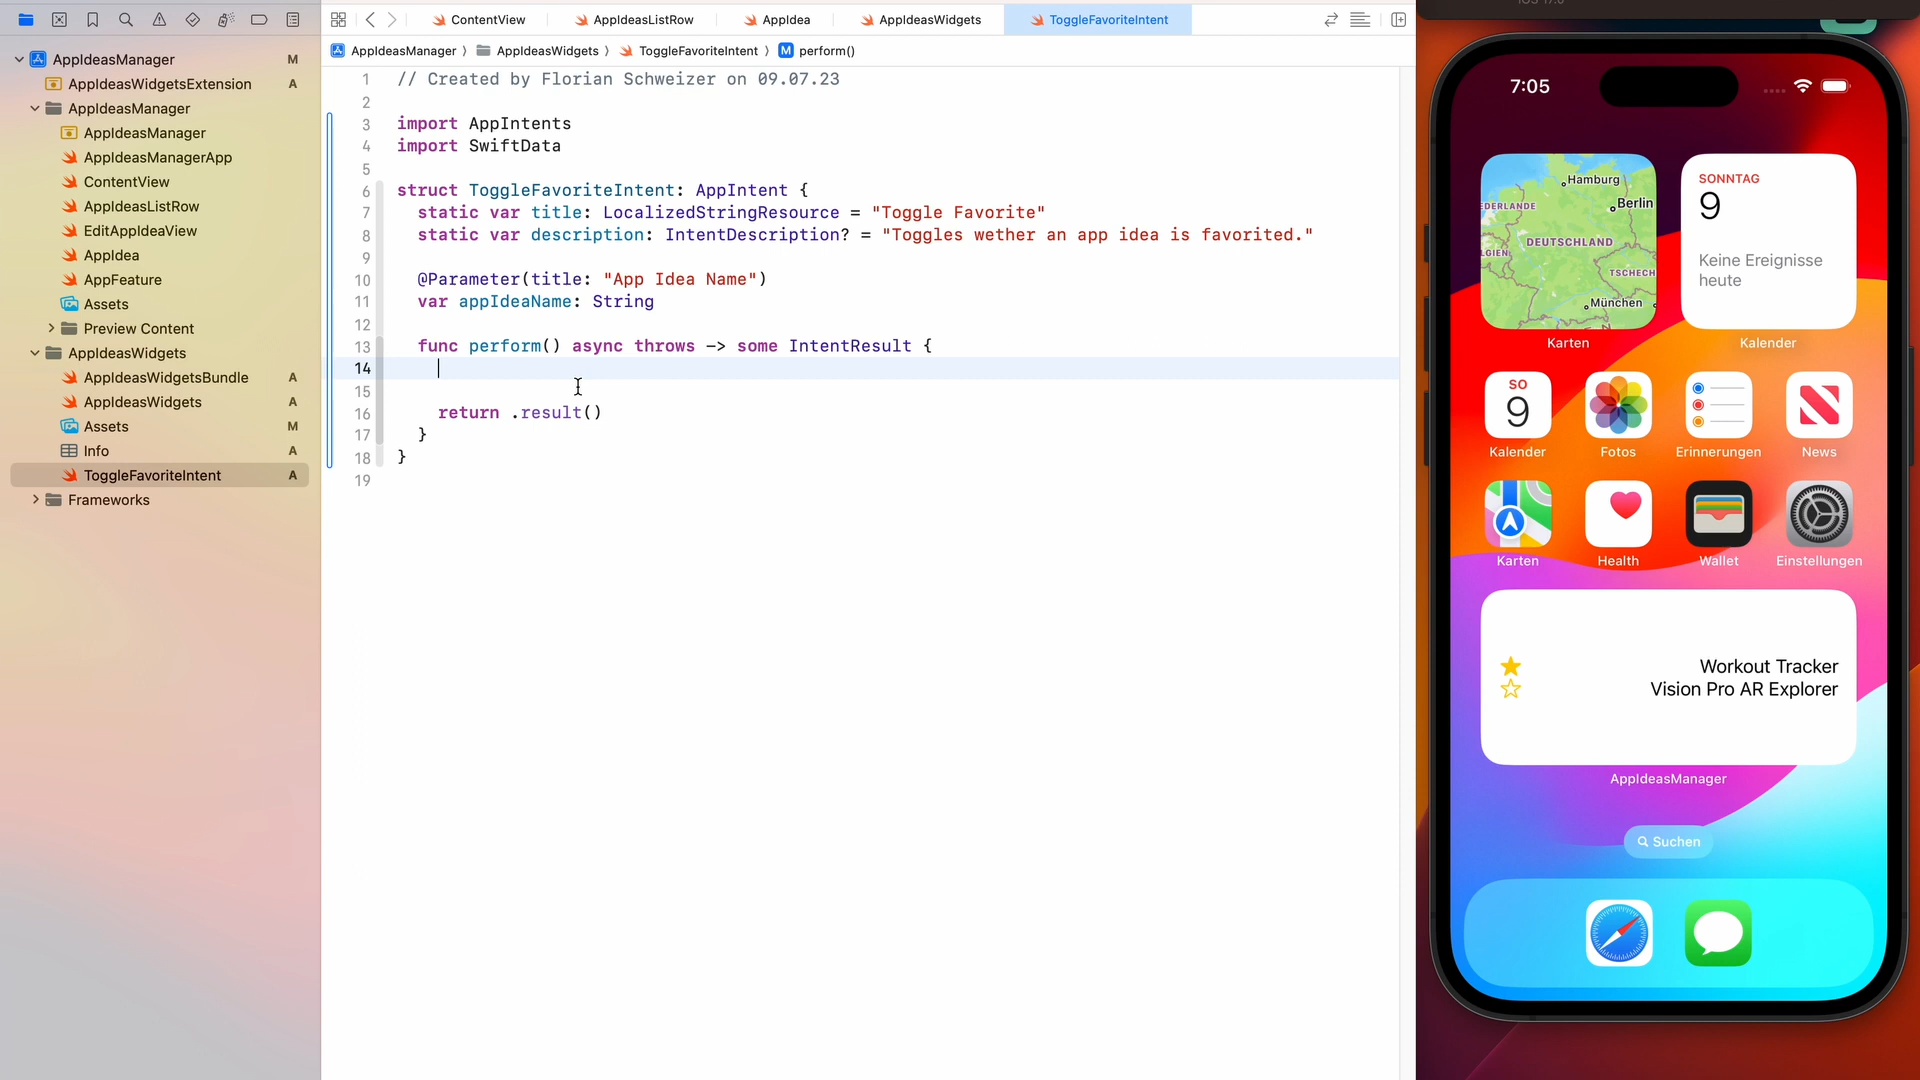 AppIdeasManager M
AppIdeasWidgetsExtension A
AppIdeasManager
AppIdeasManager
AppIdeasManagerApp
ContentView
AppIdeasListRow
EditAppIdeaView
AppIdea
AppFeature
Assets
Preview Content
AppIdeasWidgets
AppIdeasWidgetsBundle A
AppIdeasWidgets A
Assets M
Info A
ToggleFavoriteIntent A
Frameworks
ContentView AppIdeasListRow AppIdea AppIdeasWidgets ToggleFavoriteIntent
AppIdeasManager AppIdeasWidgets ToggleFavoriteIntent M perform()
1 // Created by Florian Schweizer on 09.07.23
2
3 import AppIntents
4 import SwiftData
5
6 struct ToggleFavoriteIntent: AppIntent {
7 static var title: LocalizedStringResource = "Toggle Favorite"
8 static var description: IntentDescription? = "Toggles wether an app idea is favorited."
9
10 @Parameter(title: "App Idea Name")
11 var appIdeaName: String
12
13 func perform() async throws -> some IntentResult {
14
15
16 return .result()
17 }
18 }
19
7:05
Hamburg
Berlin
DEUTSCHLAND
TSCHECH
München
Karten
SONNTAG
9
Keine Ereignisse
heute
Kalender
SO
9
Kalender Fotos Erinnerungen News
Karten Health Wallet Einstellungen
Workout Tracker
Vision Pro AR Explorer
AppIdeasManager
Suchen